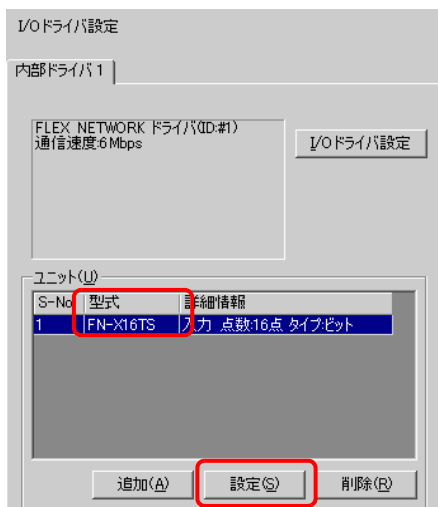 I/Oドライバ設定
内部ドライバ1
FLEX NETWORK ドライバ(ID:#1)
通信速度:6Mbps
I/Oドライバ設定
ユニット(U)
S-No 型式 詳細情報
1 FN-X16TS 入力 点数:16点 タイプ:ビット
追加(A) 設定(S) 削除(R)